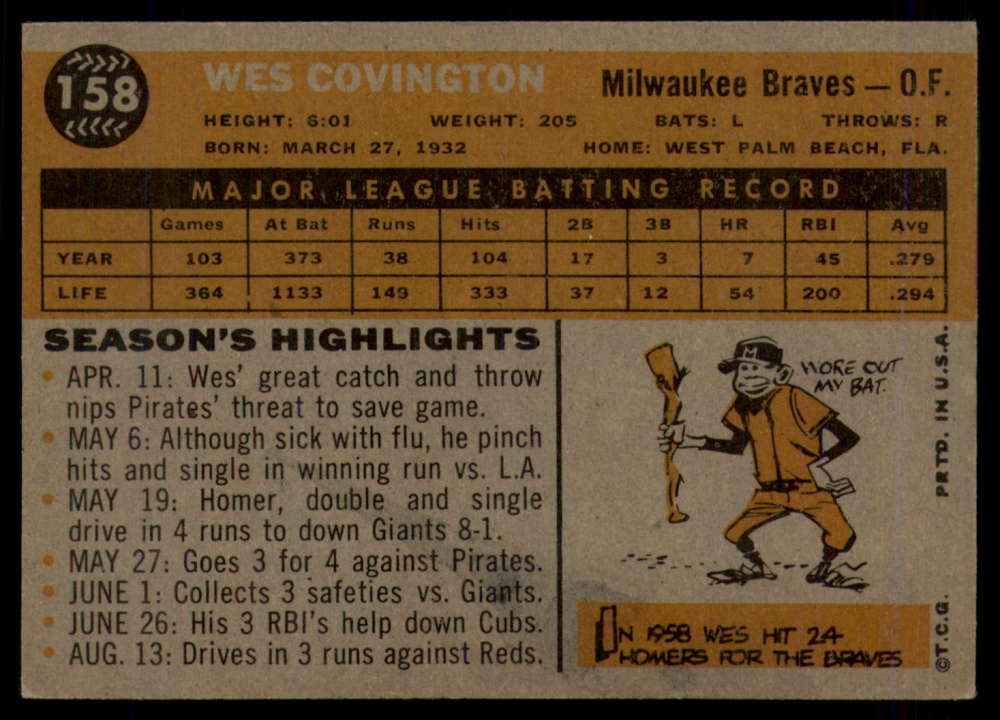 158
WES COVINGTON
Milwaukee Braves — O.F.
HEIGHT: 6:01 WEIGHT: 205 BATS: L THROWS: R
BORN: MARCH 27, 1932 HOME: WEST PALM BEACH, FLA.
MAJOR LEAGUE BATTING RECORD
Games At Bat Runs Hits 2B 3B HR RBI Avg
YEAR 103 373 38 104 17 3 7 45 .279
LIFE 364 1133 149 333 37 12 54 200 .294
SEASON'S HIGHLIGHTS
• APR. 11: Wes' great catch and throw
nips Pirates' threat to save game.
• MAY 6: Although sick with flu, he pinch
hits and single in winning run vs. L.A.
• MAY 19: Homer, double and single
drive in 4 runs to down Giants 8-1.
• MAY 27: Goes 3 for 4 against Pirates.
• JUNE 1: Collects 3 safeties vs. Giants.
• JUNE 26: His 3 RBI's help down Cubs.
• AUG. 13: Drives in 3 runs against Reds.
M
WORE OUT
MY BAT.
IN 1958 WES HIT 24
HOMERS FOR THE BRAVES
©T.C.G. PRTD. IN U.S.A.